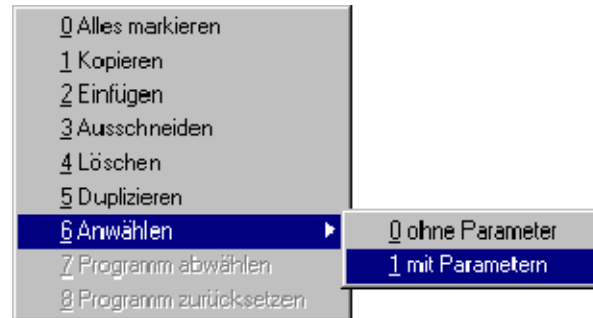 0 Alles markieren
1 Kopieren
2 Einfügen
3 Ausschneiden
4 Löschen
5 Duplizieren
6 Anwählen
0 ohne Parameter
7 Programm abwählen
1 mit Parametern
8 Programm zurücksetzen